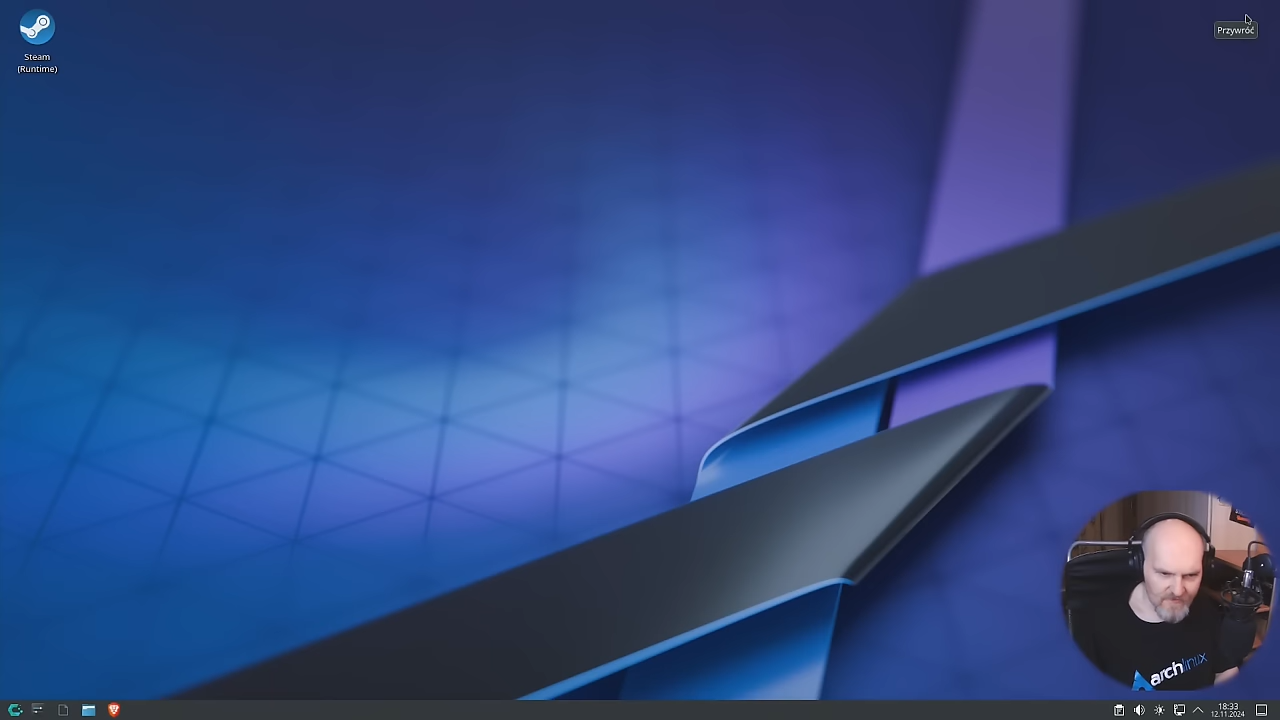 Przywróć
Steam
(Runtime)
archlinux
18:33
12.11.2024